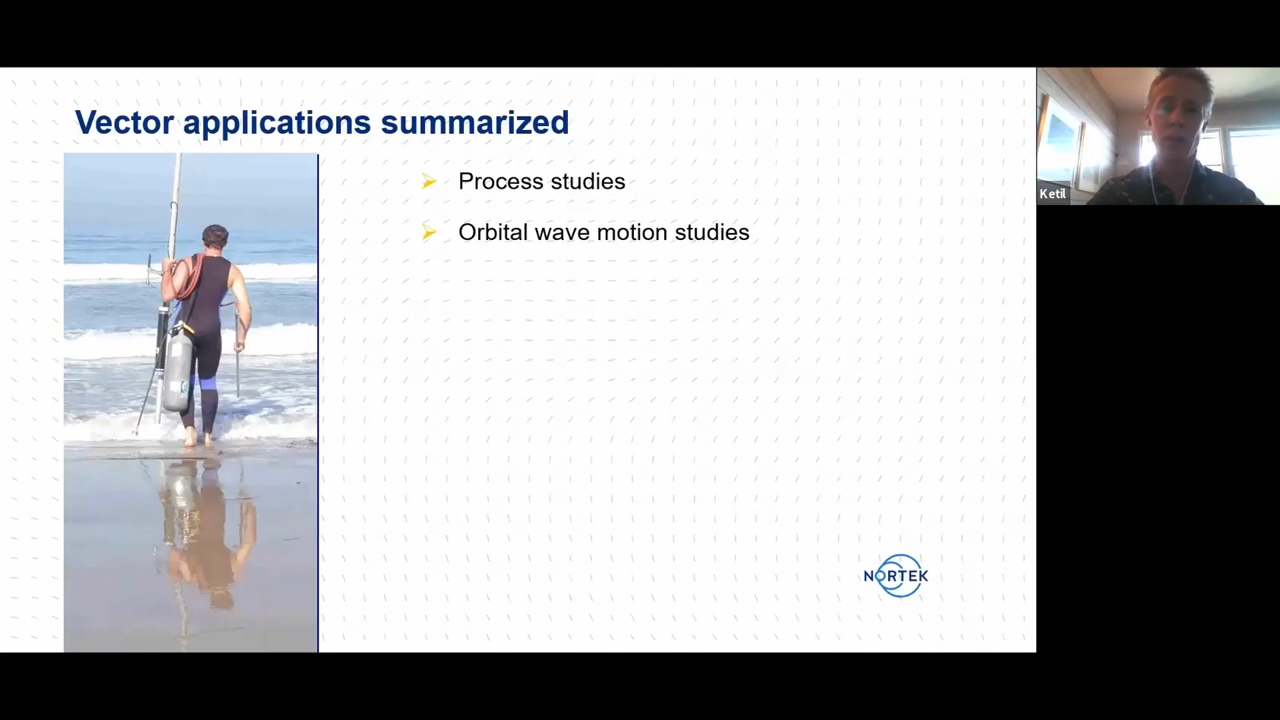 Vector applications summarized
Process studies
Orbital wave motion studies
Ketil
NORTEK